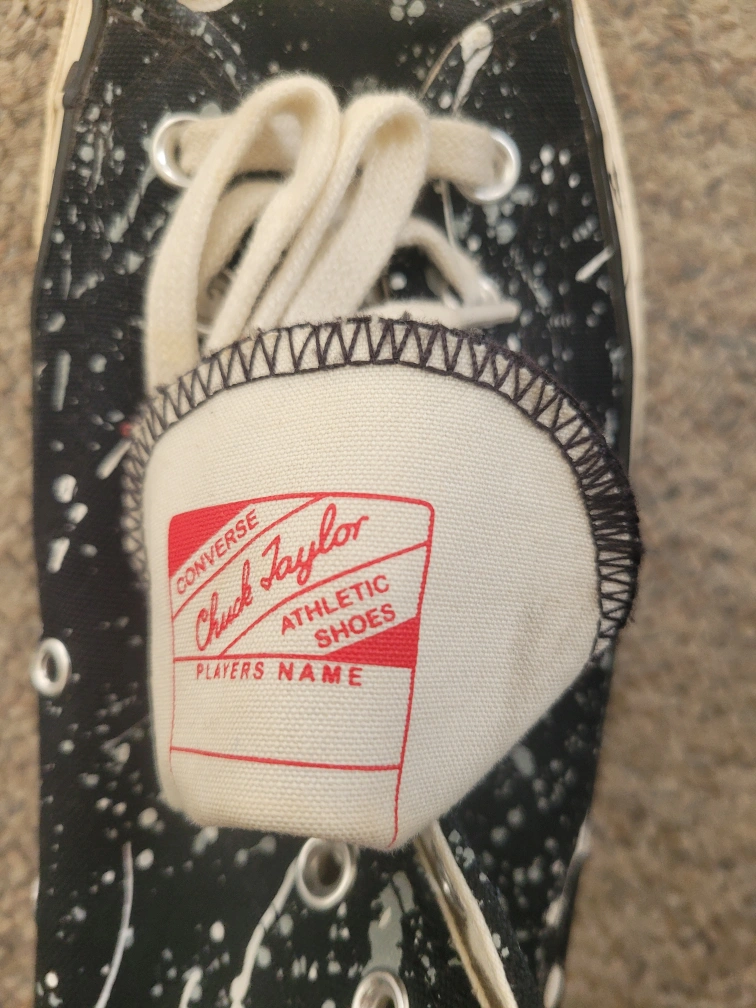 CONVERSE
Chuck Taylor
ATHLETIC
SHOES
PLAYERS NAME